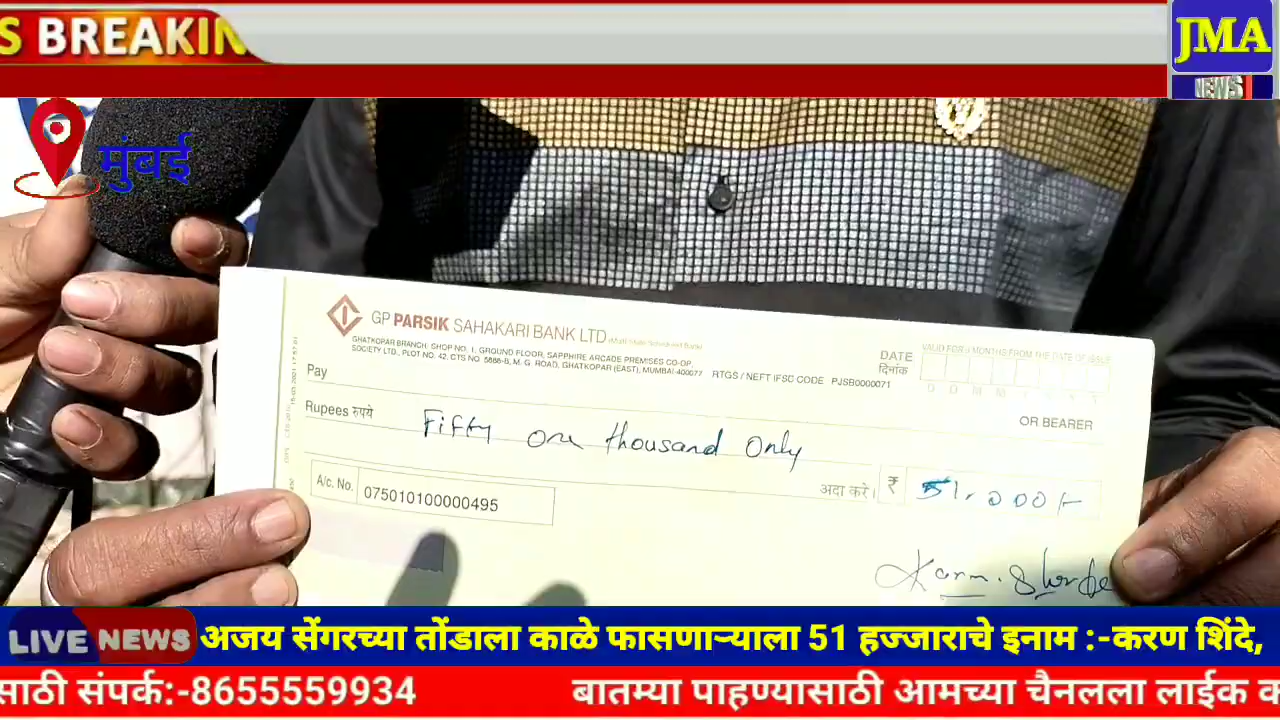 S BREAKIN
JMA
NEWS
मुंबई
GP PARSIK SAHAKARI BANK LTD
GHATKOPAR BRANCH: SHOP NO. 1, GROUND FLOOR, SAPPHIRE ARCADE PREMISES CO-OP.
SOCIETY LTD., PLOT NO. 42, CTS NO. 5866-B, M. G. ROAD, GHATKOPAR (EAST), MUMBAI-400077 RTGS / NEFT IFSC CODE PJSB0000071
VALID FOR 3 MONTHS FROM THE DATE OF ISSUE
DATE
दिनांक
Pay
OR BEARER
Rupees रुपये Fifty one thousand Only
अदा करे। ₹ 51,000/-
A/c. No. 075010100000495
LIVE NEWS अजय सेंगरच्या तोंडाला काळे फासणाऱ्याला 51 हज्जाराचे इनाम :-करण शिंदे,
साठी संपर्क:-8655559934 बातम्या पाहण्यासाठी आमच्या चैनलला लाईक क